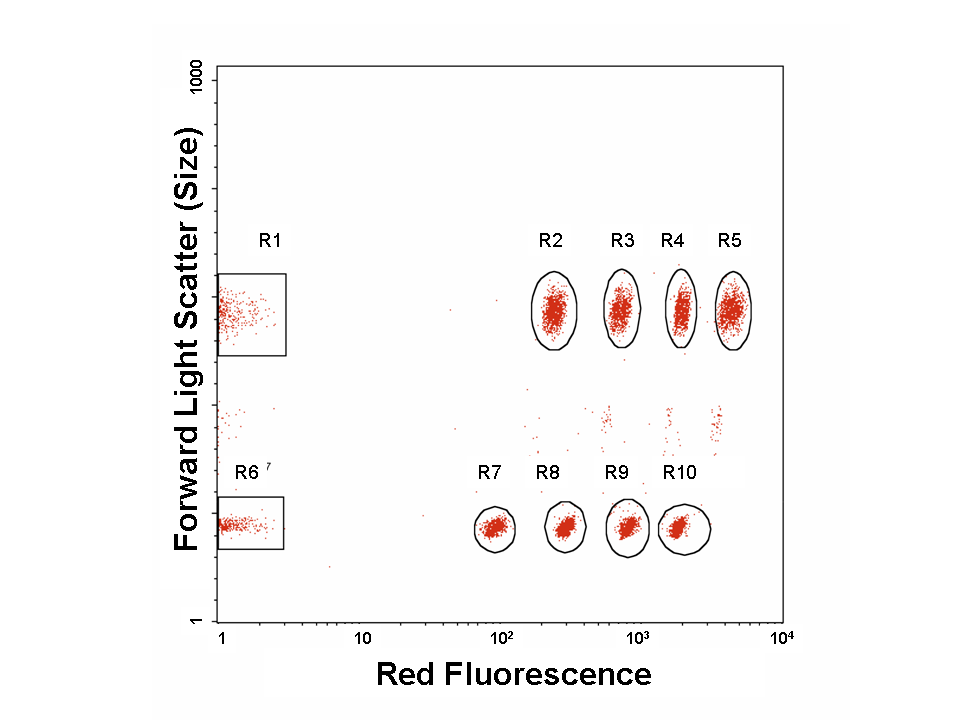 1000
Forward Light Scatter (Size)
R1
R2
R3
R4
R5
R6 7
R7
R8
R9
R10
1
1
10
10²
10³
10⁴
Red Fluorescence